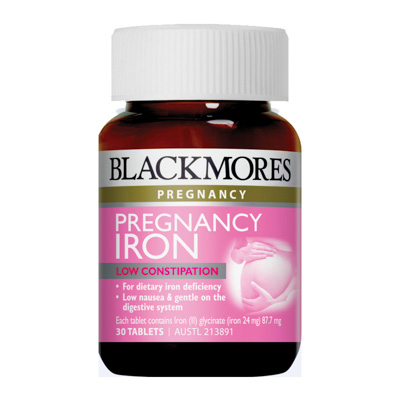 BLACKMORES
PREGNANCY
PREGNANCY
IRON
LOW CONSTIPATION
• For dietary iron deficiency
• Low nausea & gentle on the
digestive system
Each tablet contains Iron (II) glycinate (iron 24 mg) 87.7 mg
30 TABLETS | AUSTL 213891